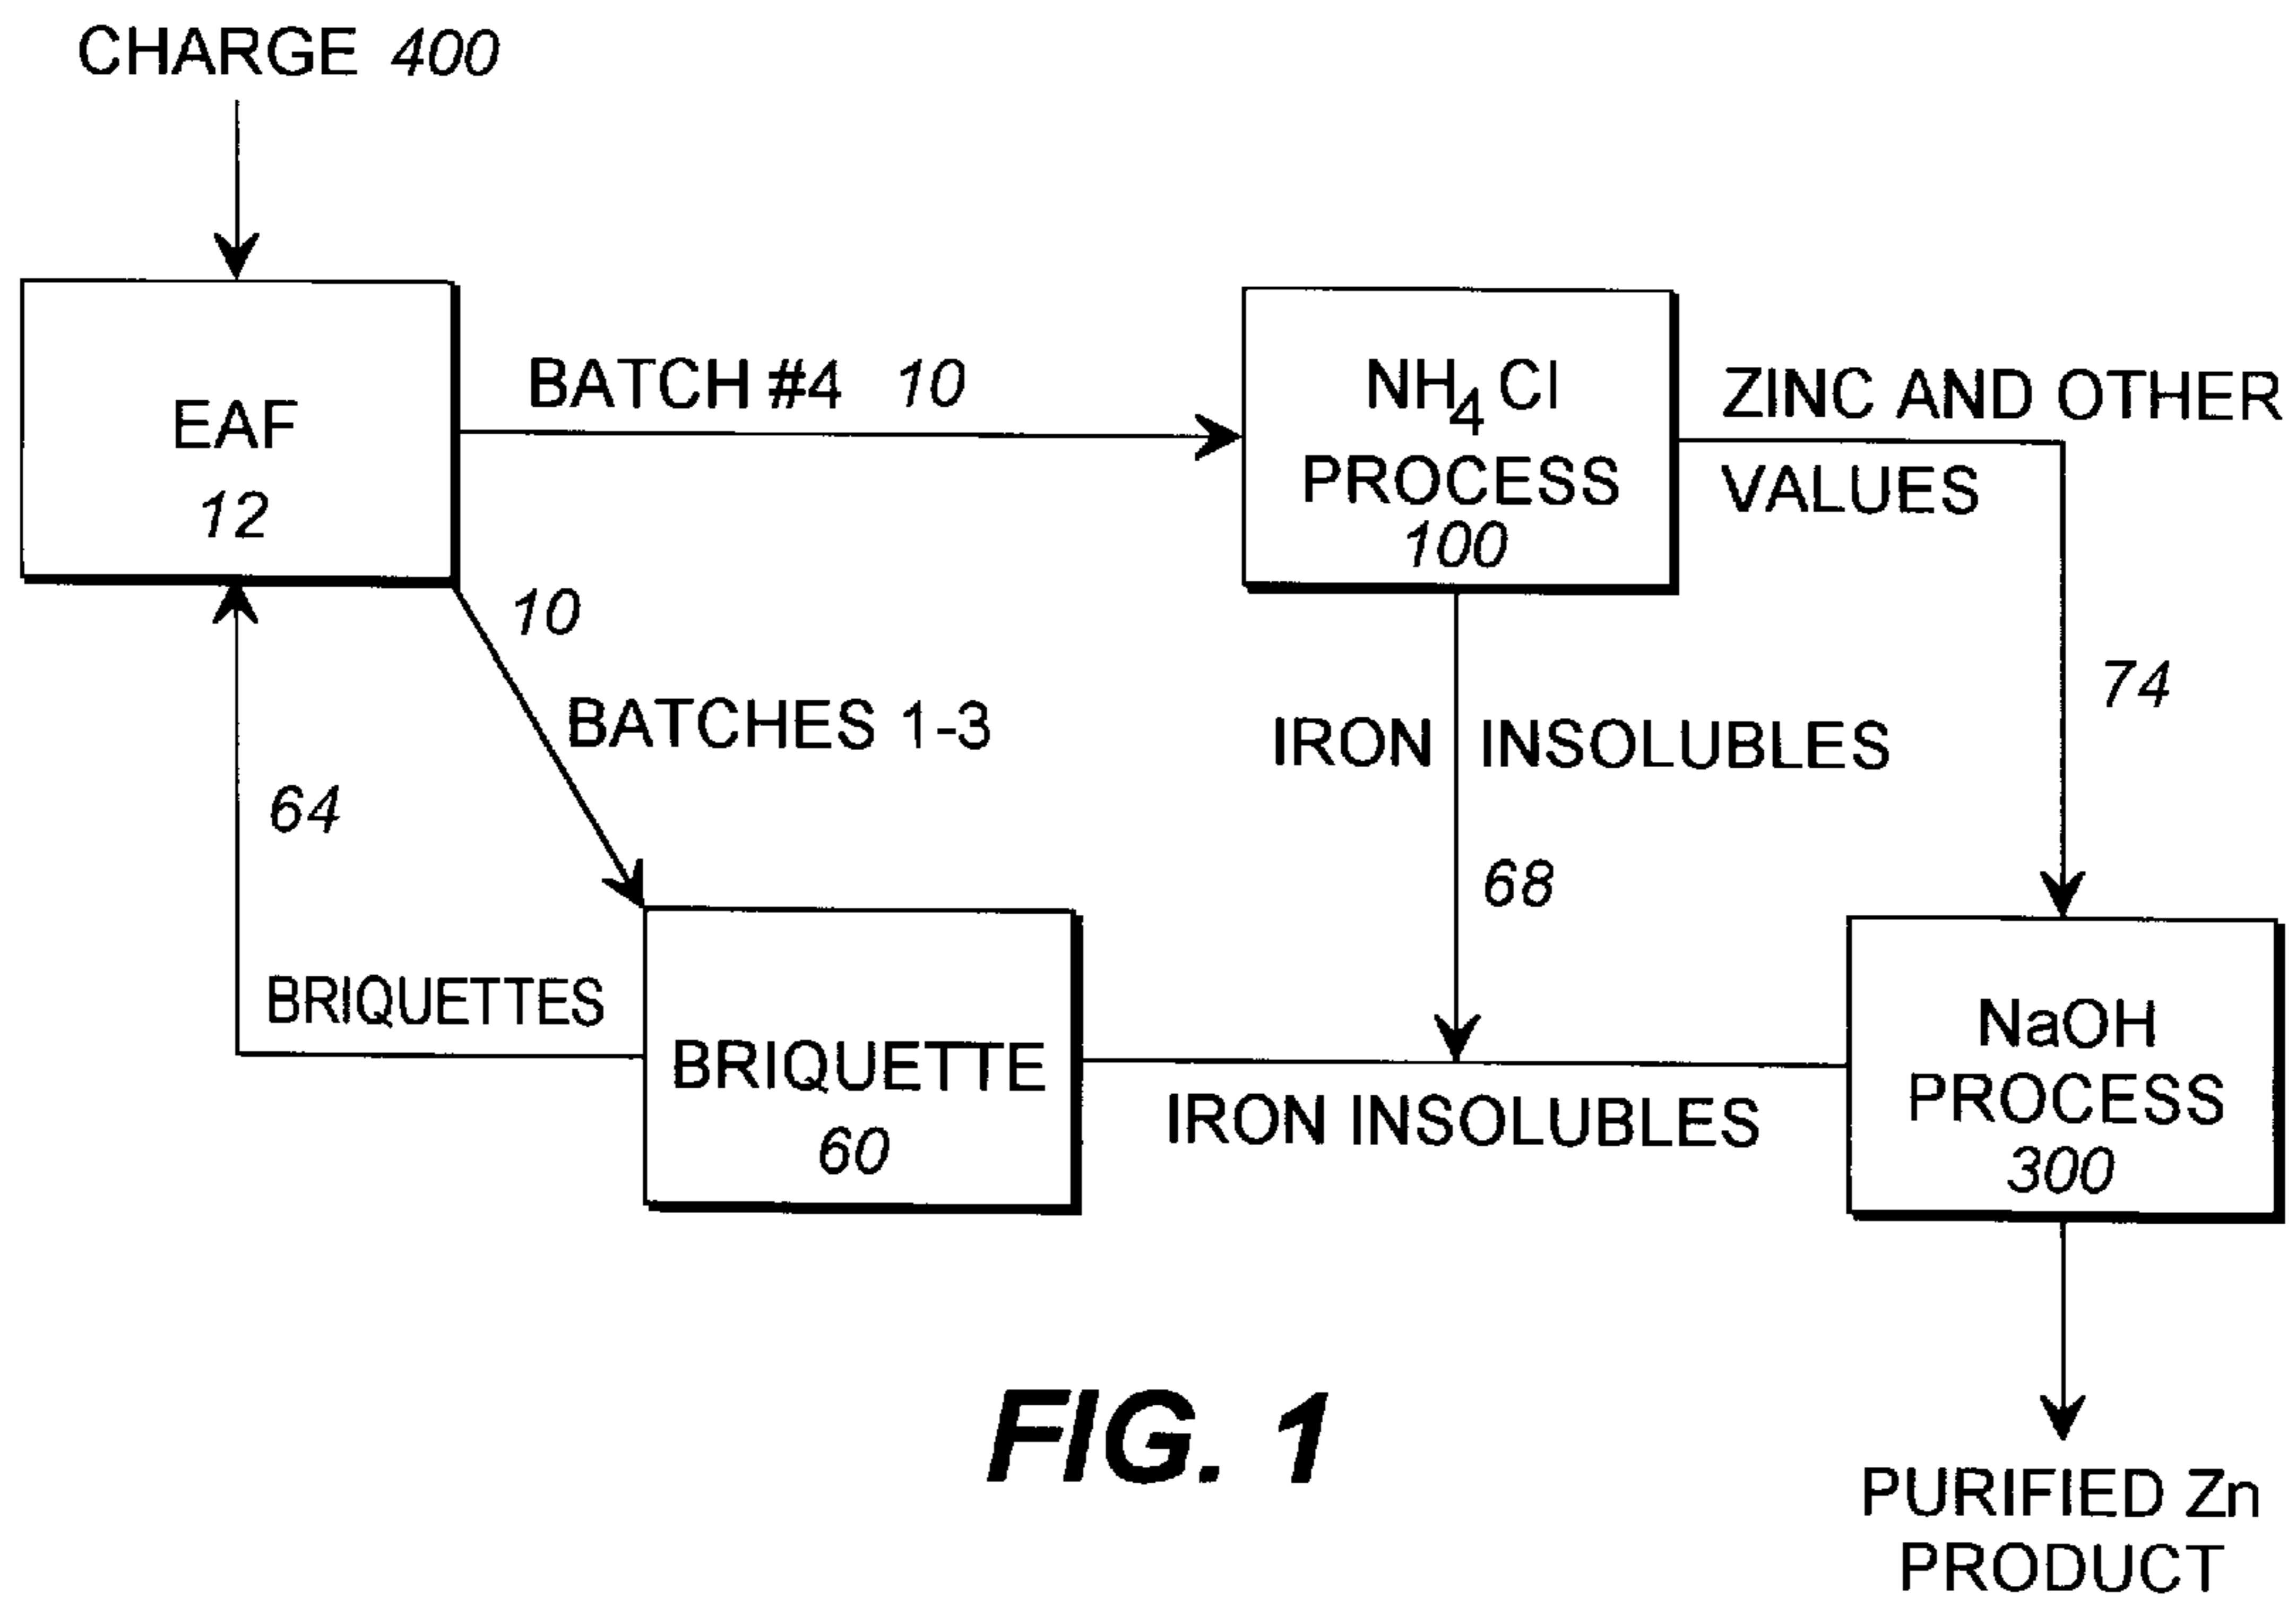 CHARGE 400
EAF
12
BATCH #4 10
NH4 Cl
PROCESS
100
ZINC AND OTHER
VALUES
10
BATCHES 1-3
64
BRIQUETTES
IRON INSOLUBLES
68
74
BRIQUETTE
60
IRON INSOLUBLES
NaOH
PROCESS
300
FIG. 1
PURIFIED Zn
PRODUCT